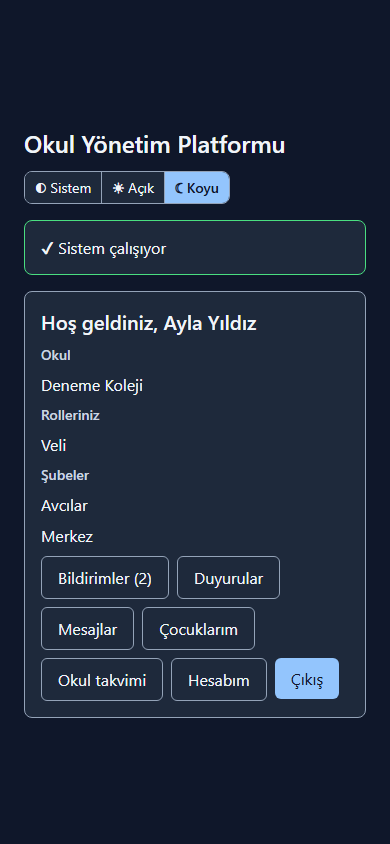 Okul Yönetim Platformu
◐ Sistem ☀ Açık ☾ Koyu
✓ Sistem çalışıyor
Hoş geldiniz, Ayla Yıldız
Okul
Deneme Koleji
Rolleriniz
Veli
Şubeler
Avcılar
Merkez
Bildirimler (2) Duyurular
Mesajlar Çocuklarım
Okul takvimi Hesabım Çıkış